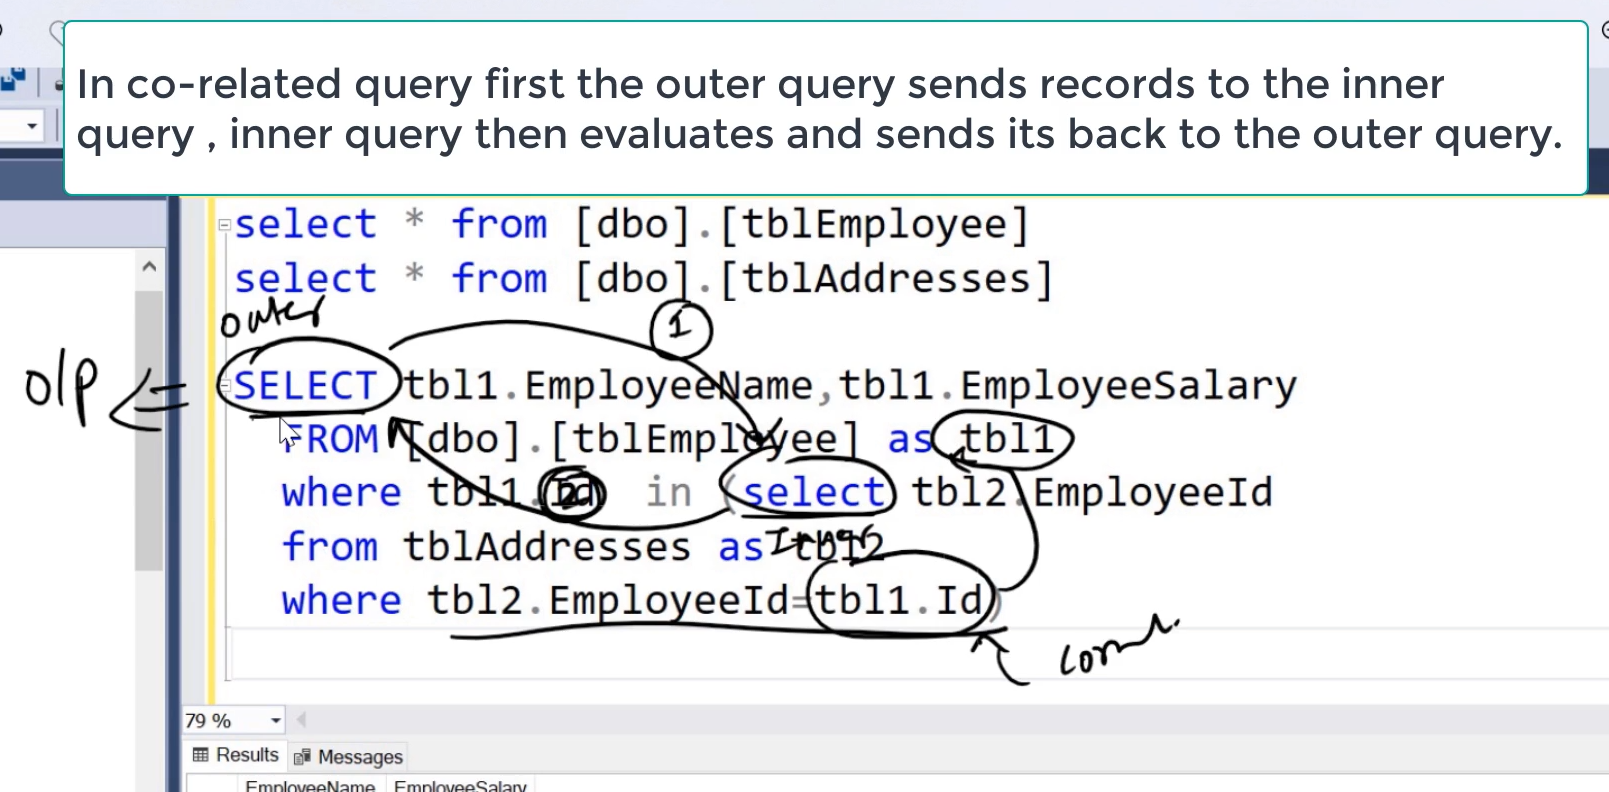 In co-related query first the outer query sends records to the inner
query , inner query then evaluates and sends its back to the outer query.
select * from [dbo].[tblEmployee]
select * from [dbo].[tblAddresses]
outer
1
O/P
SELECT tbl1.EmployeeName,tbl1.EmployeeSalary
FROM [dbo].[tblEmployee] as tbl1
where tbl1.Id in (select tbl2.EmployeeId
2
from tblAddresses as tbl2
where tbl2.EmployeeId=tbl1.Id)
79 %
Results Messages
EmployeeName EmployeeSalary